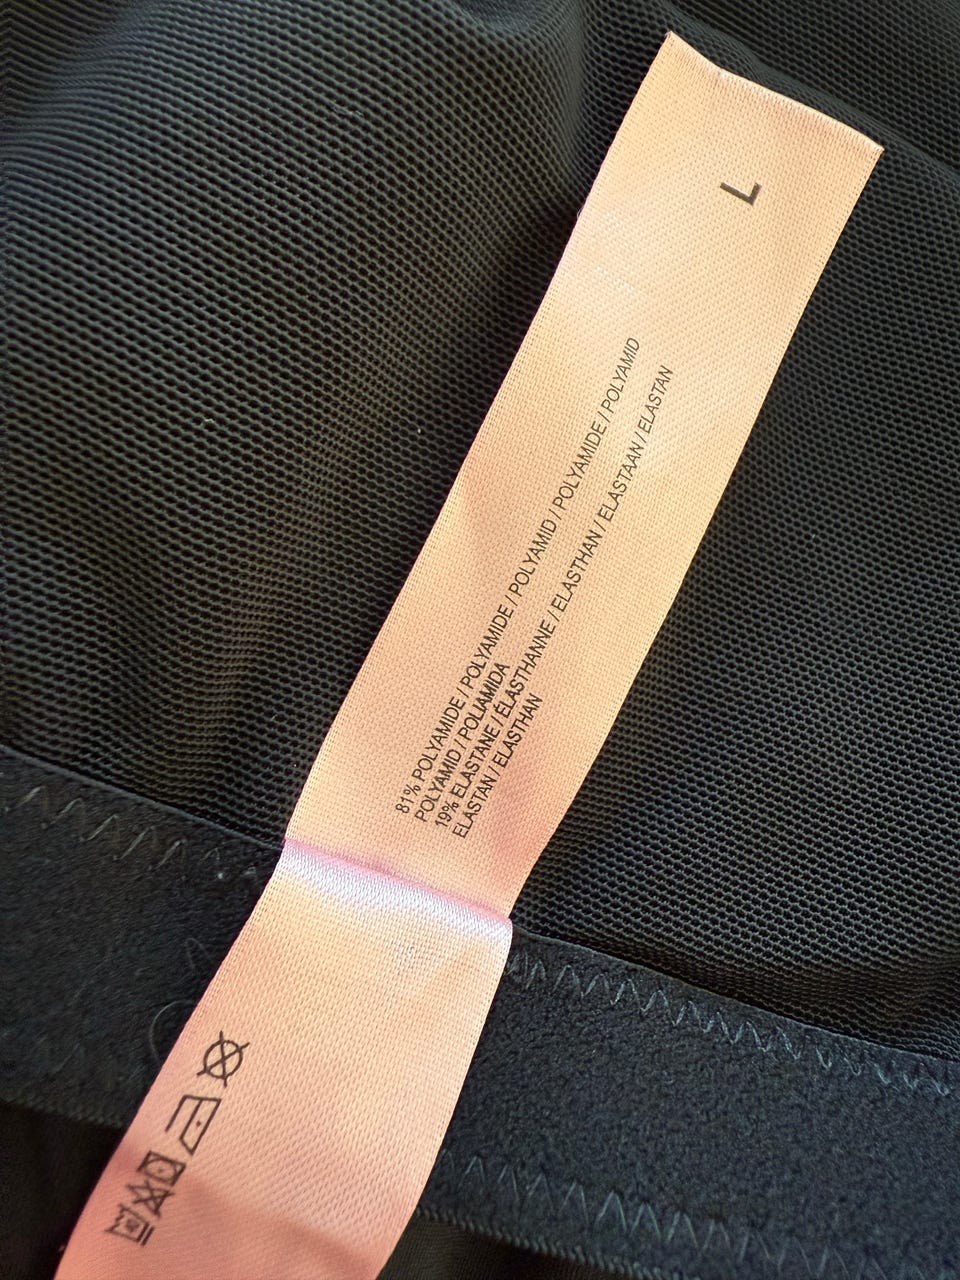 L
81% POLYAMIDE / POLYAMIDE / POLYAMID / POLYAMIDE / POLYAMID
POLYAMID / POLIAMIDA
19% ELASTANE / ÉLASTHANNE / ELASTHAN / ELASTAAN / ELASTAN
ELASTAN / ELASTHAN